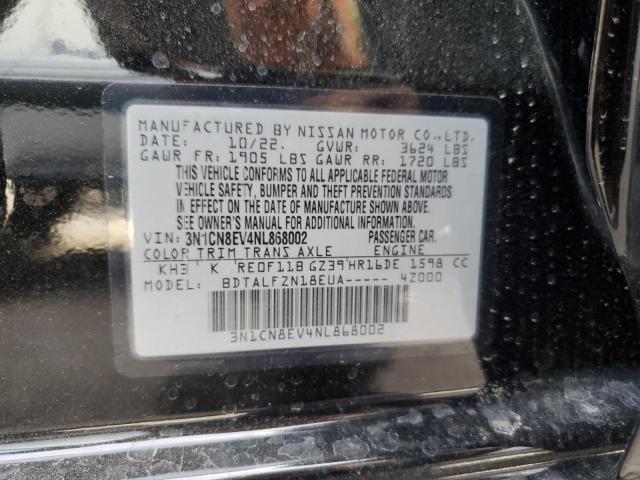 MANUFACTURED BY NISSAN MOTOR CO.,LTD.
DATE: 10/22. GVWR: 3624 LBS
GAWR FR: 1905 LBS GAWR RR: 1720 LBS
THIS VEHICLE CONFORMS TO ALL APPLICABLE FEDERAL MOTOR
VEHICLE SAFETY, BUMPER AND THEFT PREVENTION STANDARDS
IN EFFECT ON THE DATE OF MANUFACTURE SHOWN ABOVE.
SEE OWNER'S MANUAL FOR ADDITIONAL INFORMATION.
VIN: 3N1CN8EV4NL868002 PASSENGER CAR.
COLOR TRIM TRANS AXLE ENGINE
KH3 K RE0F11B GZ39 HR16DE 1598 CC
MODEL: BDTALFZN18EUA----- 42000
3N1CN8EV4NL868002